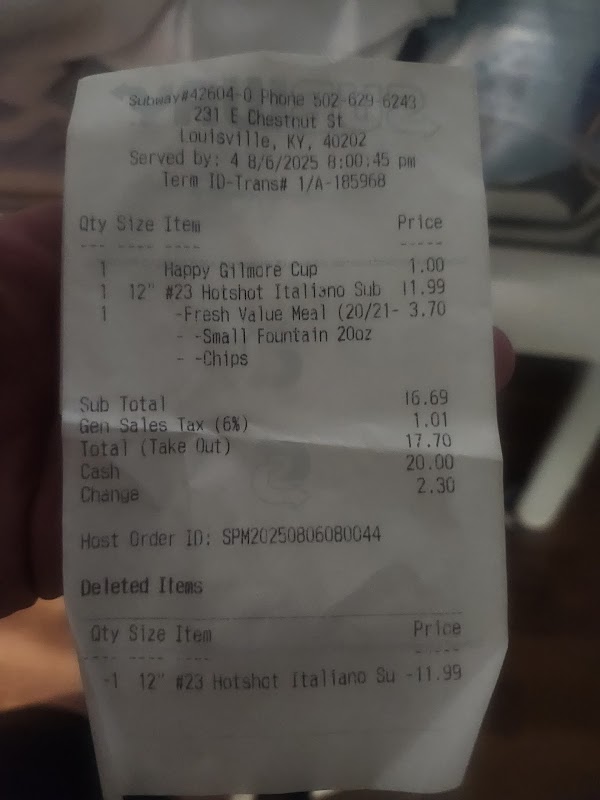 Subway#42604-0 Phone 502-629-6243
231 E Chestnut St
Louisville, KY, 40202
Served by: 4 8/6/2025 8:00:45 pm
Term ID-Trans# 1/A-185968
Qty Size Item Price
--- ---- ---- -----
1 Happy Gilmore Cup 1.00
1 12" #23 Hotshot Italiano Sub 11.99
1 -Fresh Value Meal (20/21- 3.70
- -Small Fountain 20oz
- -Chips
Sub Total 16.69
Gen Sales Tax (6%) 1.01
Total (Take Out) 17.70
Cash 20.00
Change 2.30
Host Order ID: SPM20250806080044
Deleted Items
Qty Size Item Price
--- ---- ---- -----
-1 12" #23 Hotshot Italiano Su -11.99